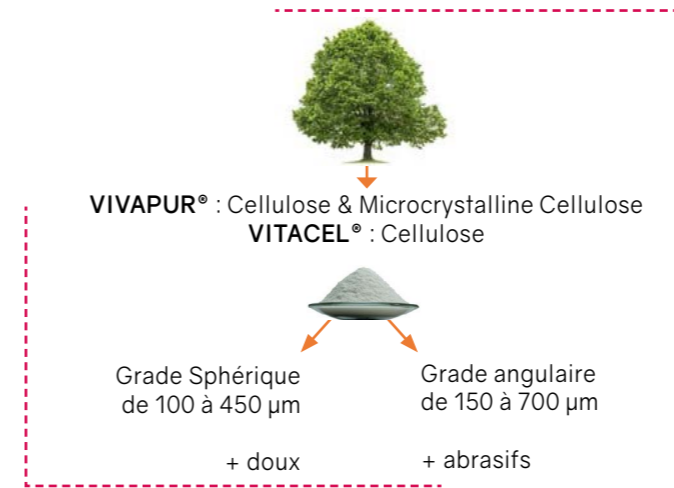 VIVAPUR® : Cellulose & Microcrystalline Cellulose
VITACEL® : Cellulose
Grade Sphérique
de 100 à 450 µm
+ doux
Grade angulaire
de 150 à 700 µm
+ abrasifs